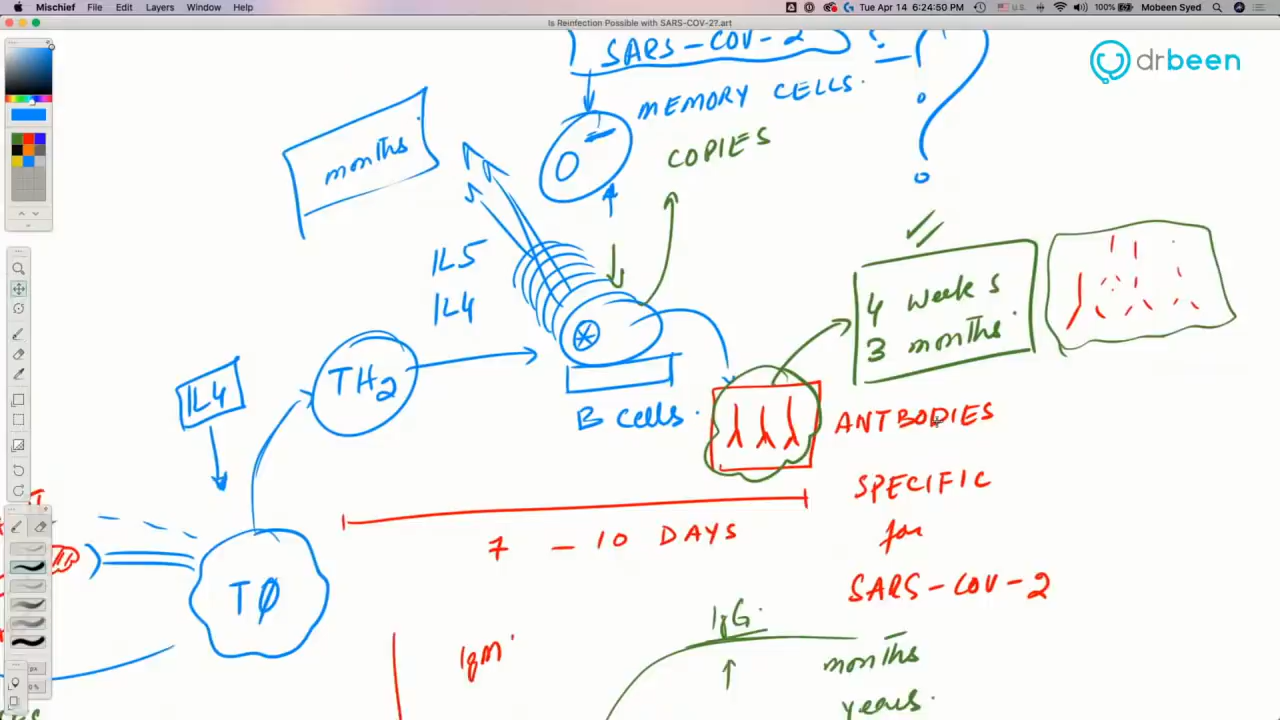 Mischief File Edit Layers Window Help
Tue Apr 14 6:24:50 PM 100% Mobeen Syed
Is Reinfection Possible with SARS-COV-2?.art
drbeen
SARS-COV-2 ?
MEMORY CELLS.
COPIES
months
IL5
IL4
4 weeks
3 months.
IL4
TH2
B cells.
ANTBODIES
SPECIFIC
for
SARS-COV-2
7 - 10 DAYS
TØ
IgM
IgG.
months
years.